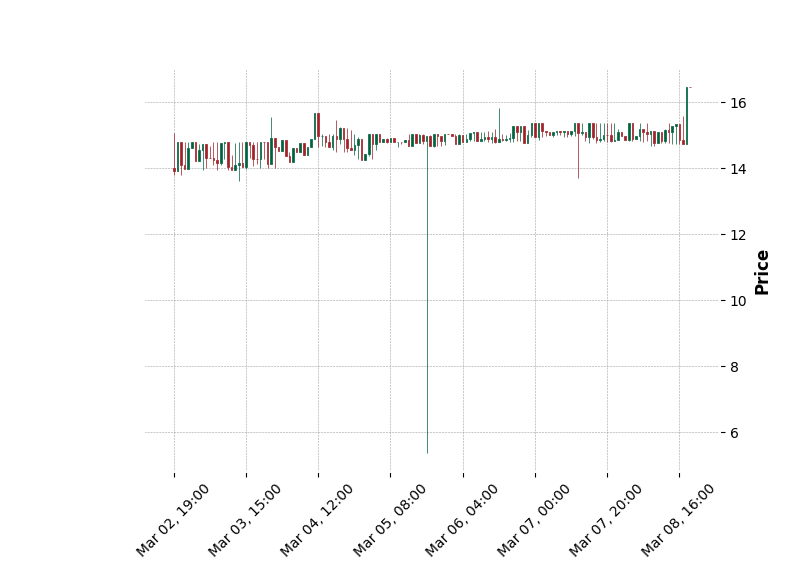 16
14
12
10
8
6
Price
Mar 02, 19:00
Mar 03, 15:00
Mar 04, 12:00
Mar 05, 08:00
Mar 06, 04:00
Mar 07, 00:00
Mar 07, 20:00
Mar 08, 16:00